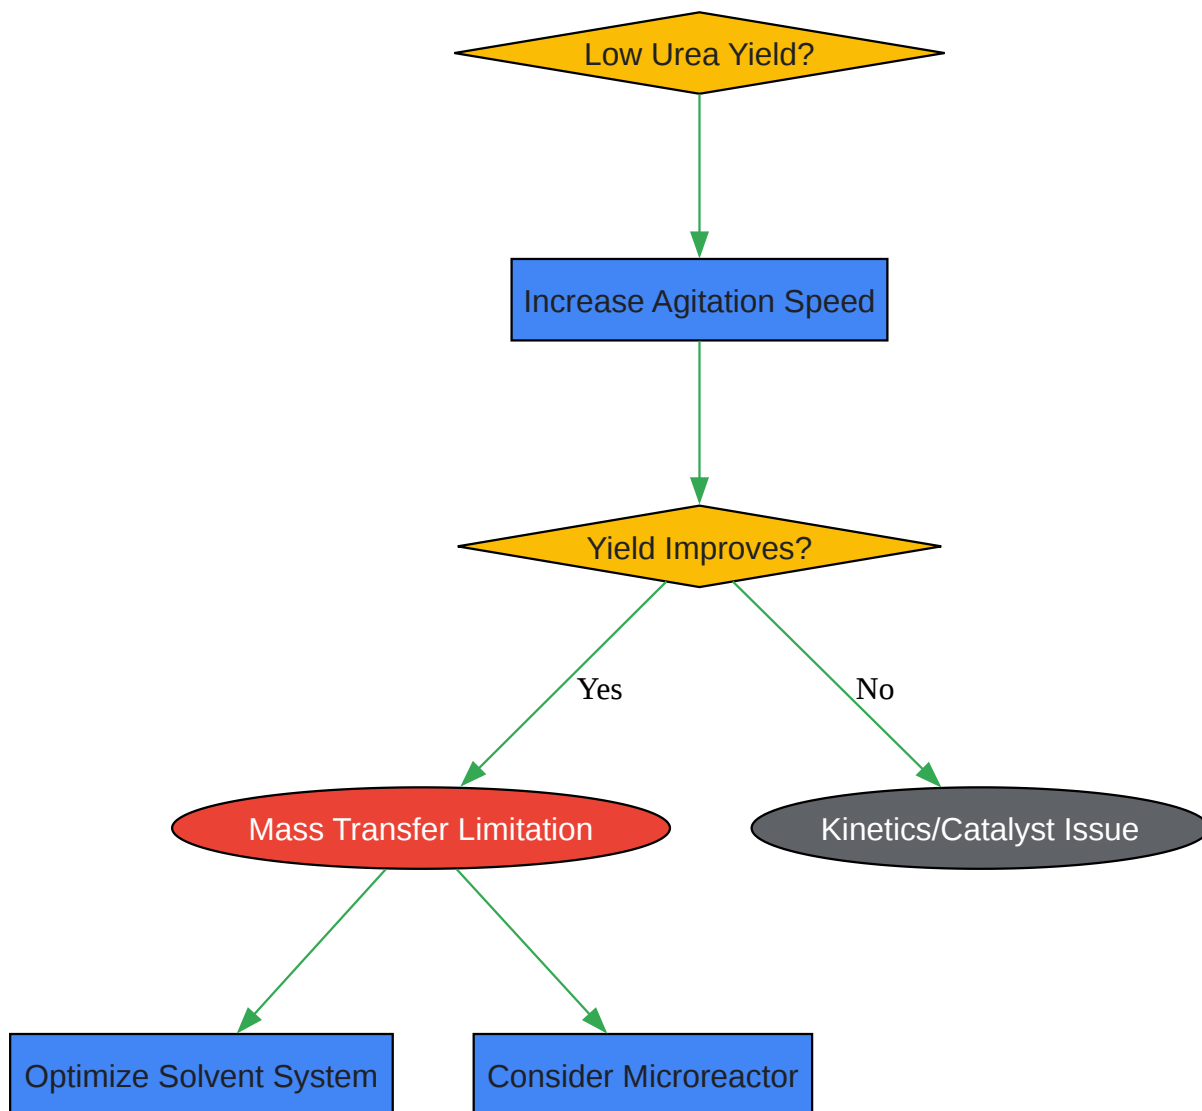 Low Urea Yield?
Increase Agitation Speed
Yield Improves?
Yes
No
Mass Transfer Limitation
Kinetics/Catalyst Issue
Optimize Solvent System
Consider Microreactor